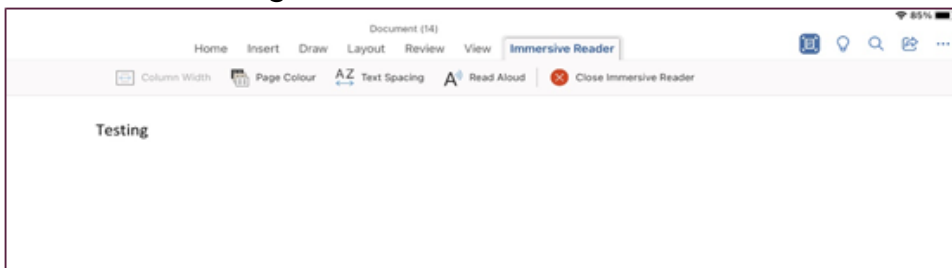 85%
Document (14)
Home Insert Draw Layout Review View Immersive Reader
Column Width Page Colour AZ Text Spacing A Read Aloud Close Immersive Reader
Testing